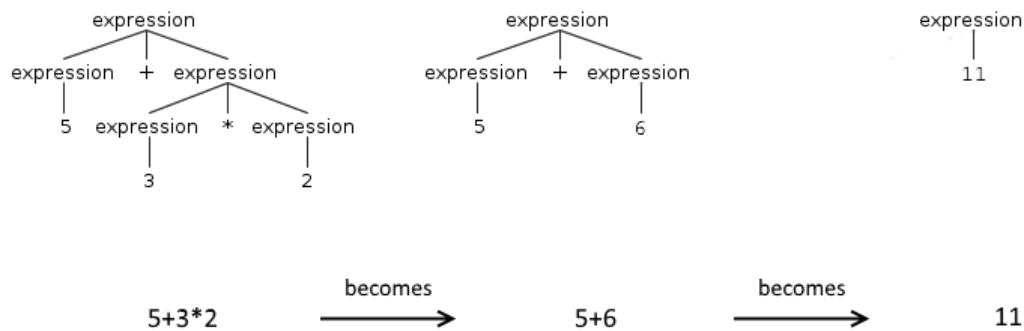 expression expression expression
expression + expression expression + expression 11
5 expression * expression 5 6
3 2
becomes becomes
5+3*2 5+6 11